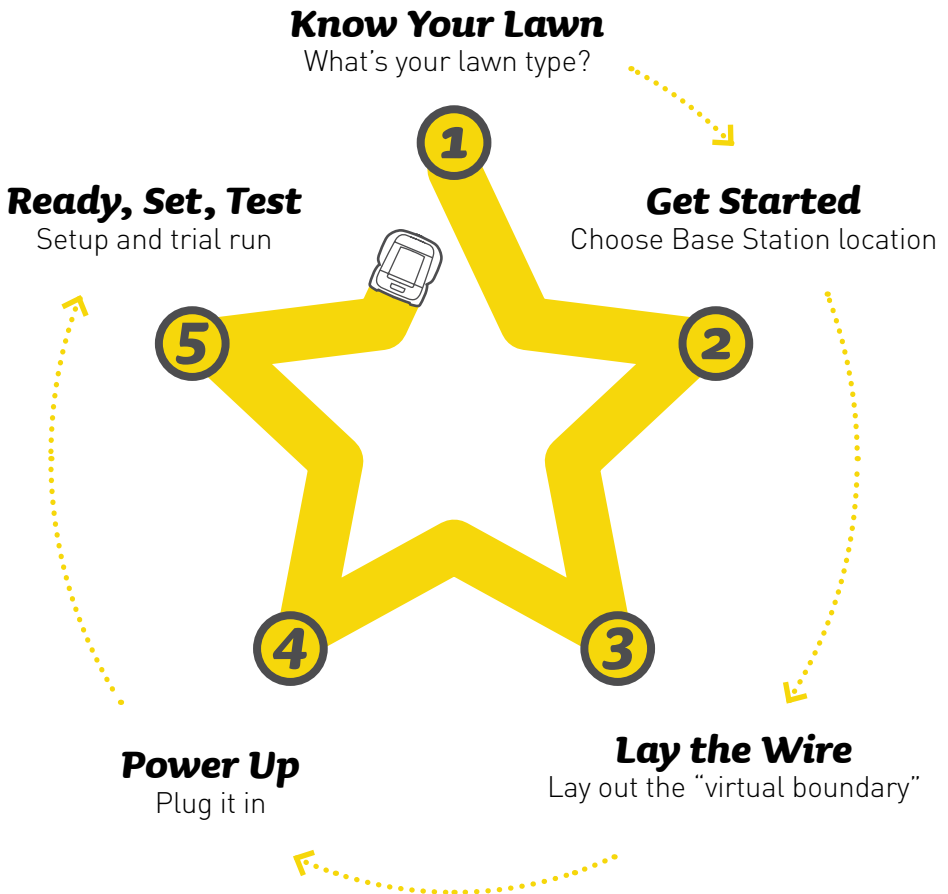 Know Your Lawn
What's your lawn type?
1
Get Started
Choose Base Station location
2
Lay the Wire
Lay out the “virtual boundary”
3
Power Up
Plug it in
4
Ready, Set, Test
Setup and trial run
5